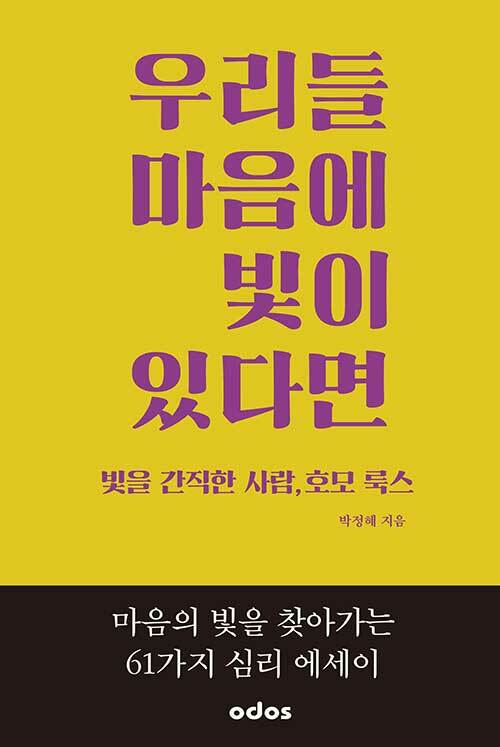 우리들
마음에
빛이
있다면
빛을 간직한 사람, 호모 룩스
박정혜 지음
마음의 빛을 찾아가는
61가지 심리 에세이
odos